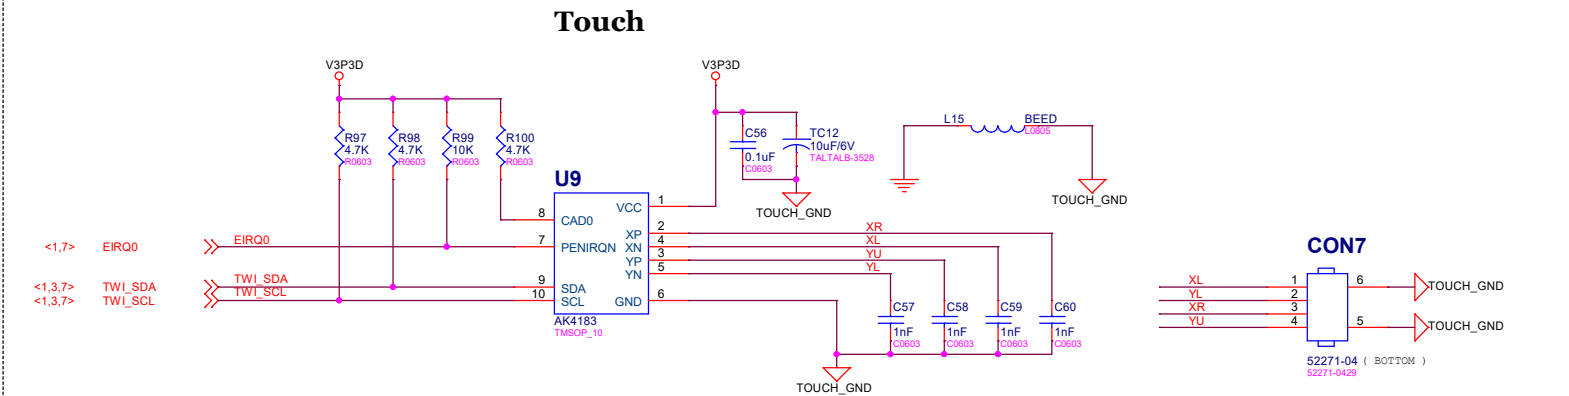 Touch
V3P3D
R97
4.7K
R0603
R98
4.7K
R0603
R99
10K
R0603
R100
4.7K
R0603
V3P3D
C56
0.1uF
C0603
TC12
10uF/6V
TALTALB-3528
TOUCH_GND
L15
BEED
L0805
TOUCH_GND
U9
8 CAD0
7 PENIRQN
9 SDA
10 SCL
VCC 1
XP 2
XN 4
YP 3
YN 5
GND 6
AK4183
TMSOP_10
<1,7> EIRQ0 EIRQ0
<1,3,7> TWI_SDA TWI_SDA
<1,3,7> TWI_SCL TWI_SCL
XR
XL
YU
YL
C57
1nF
C0603
C58
1nF
C0603
C59
1nF
C0603
C60
1nF
C0603
TOUCH_GND
CON7
XL 1
YL 2
XR 3
YU 4
6 TOUCH_GND
5 TOUCH_GND
52271-04 ( BOTTOM )
52271-0429